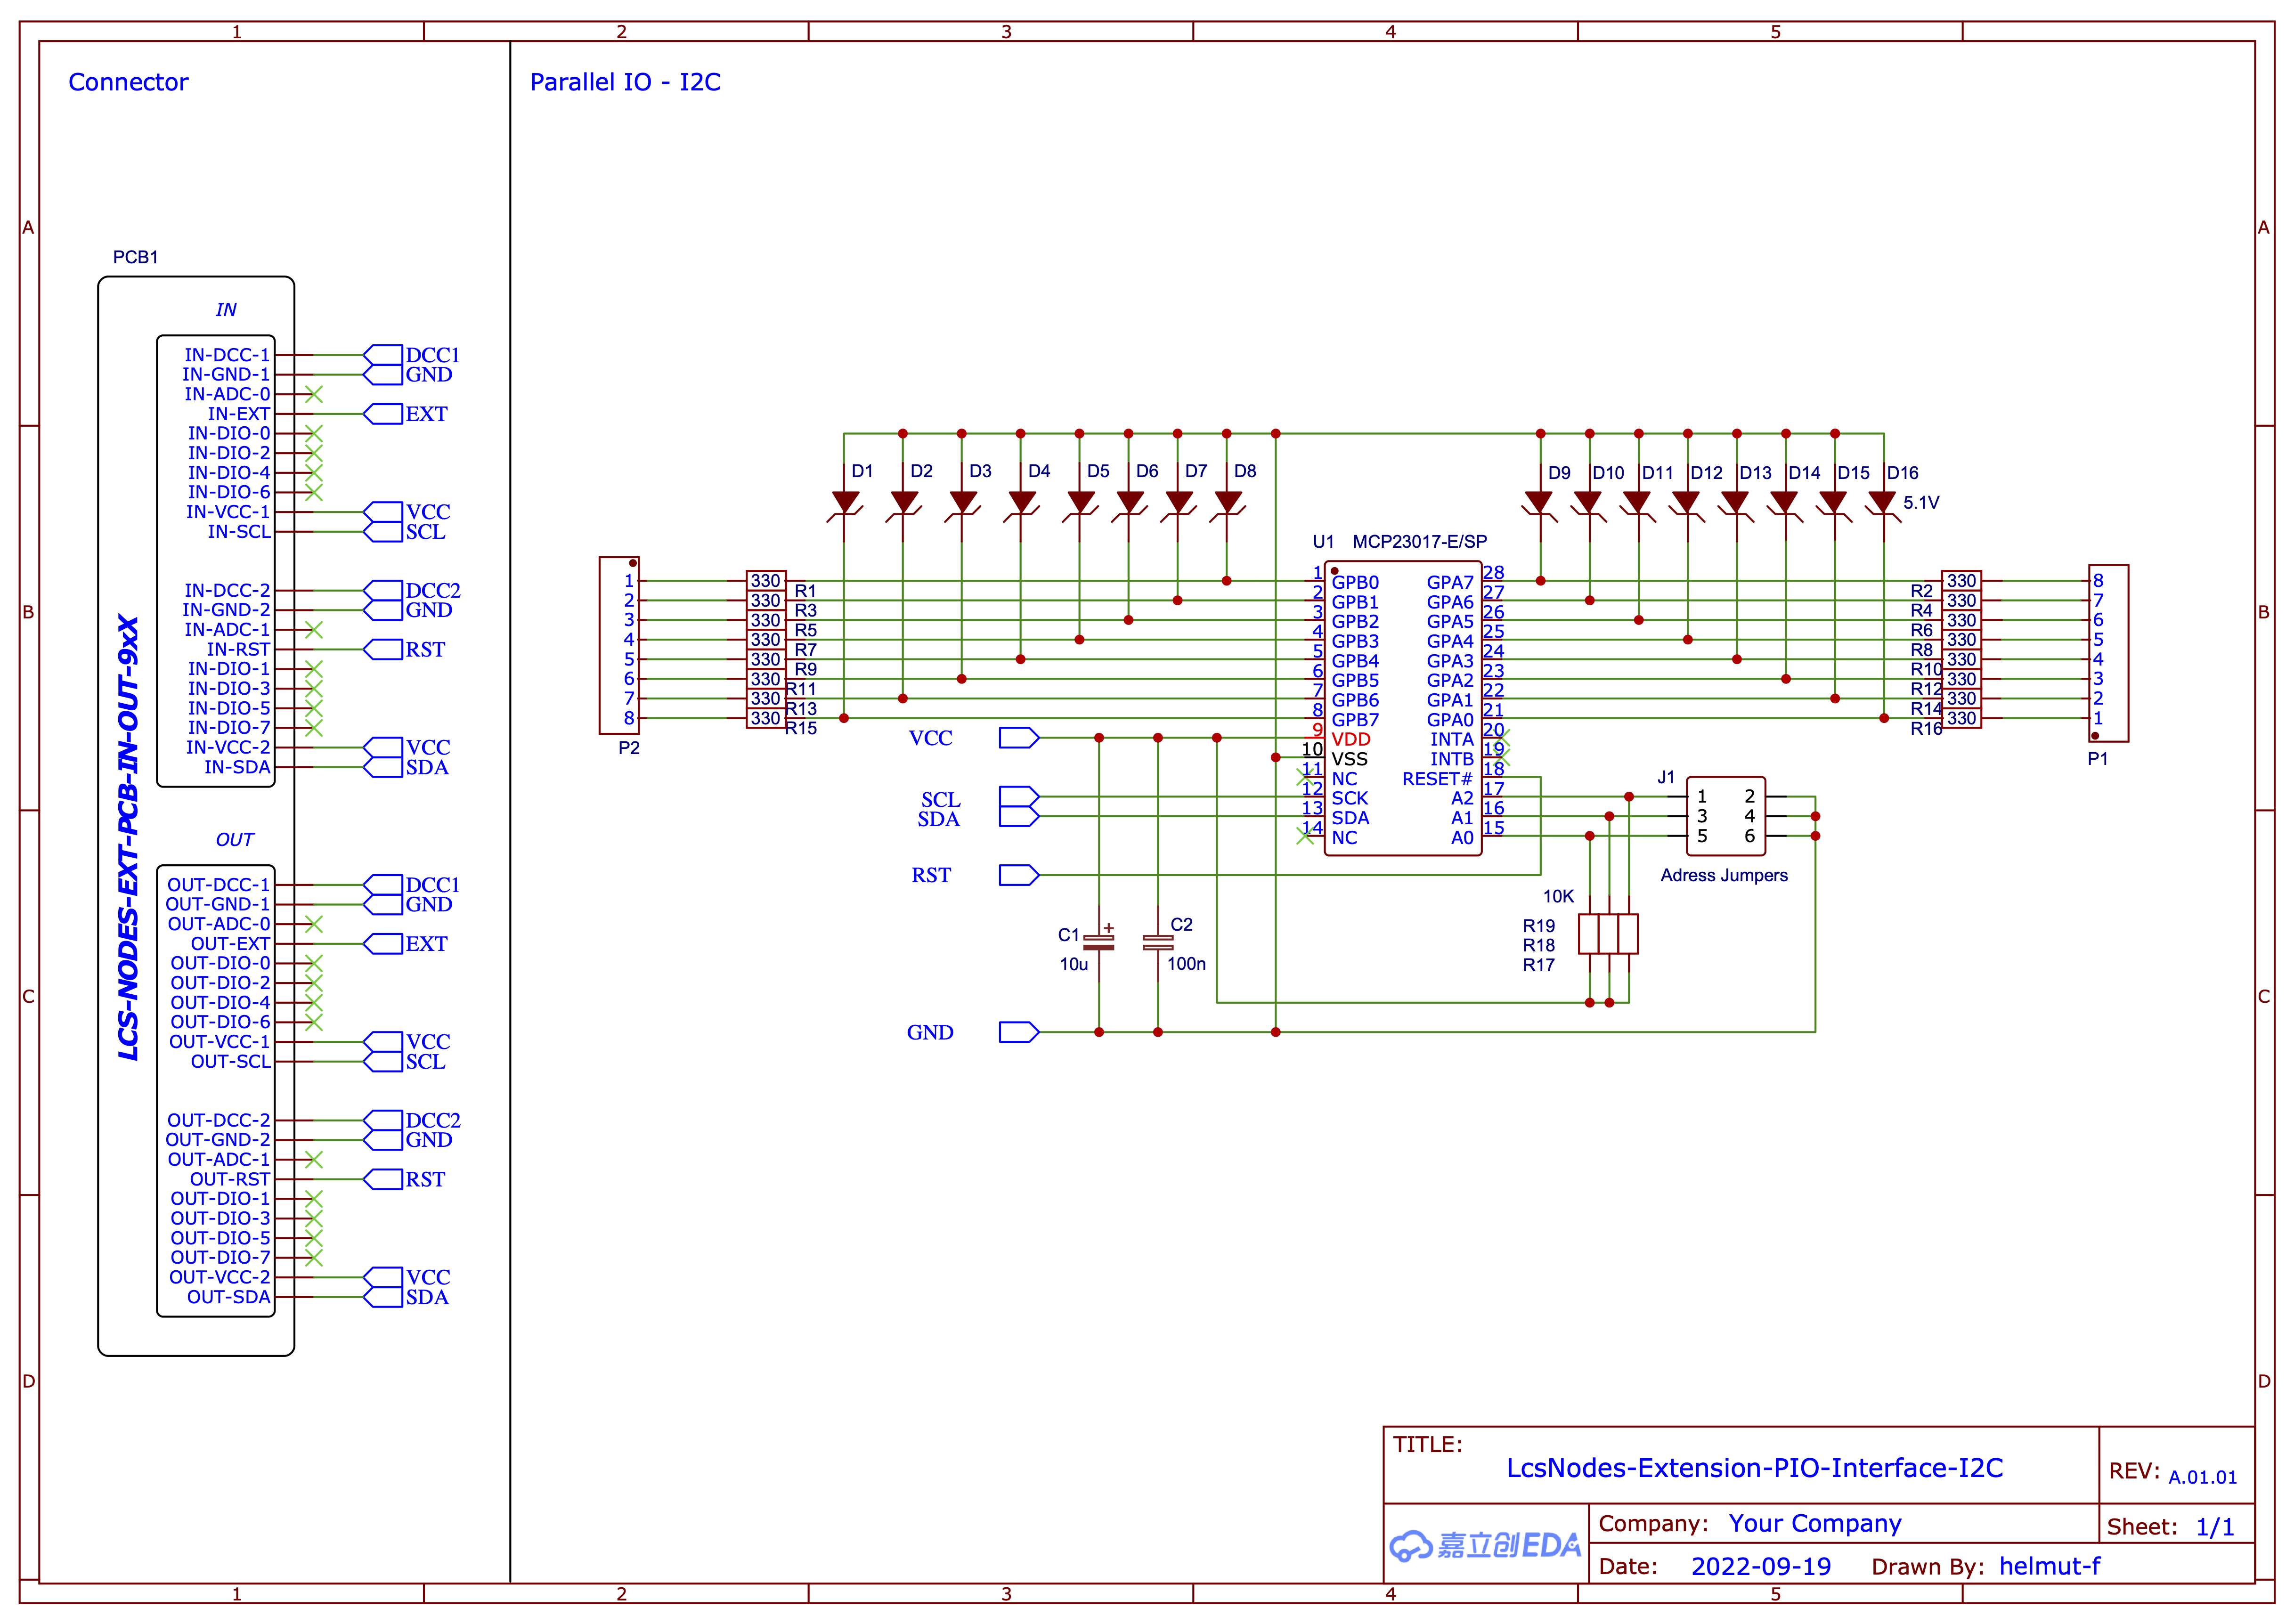 1 2 3 4 5
Connector
Parallel IO - I2C
A A
PCB1
IN
IN-DCC-1 DCC1
IN-GND-1 GND
IN-ADC-0
IN-EXT EXT
IN-DIO-0
IN-DIO-2
IN-DIO-4
IN-DIO-6
IN-VCC-1 VCC
IN-SCL SCL
IN-DCC-2 DCC2
IN-GND-2 GND
IN-ADC-1
IN-RST RST
IN-DIO-1
IN-DIO-3
IN-DIO-5
IN-DIO-7
IN-VCC-2 VCC
IN-SDA SDA
LCS-NODES-EXT-PCB-IN-OUT-9xX
OUT
OUT-DCC-1 DCC1
OUT-GND-1 GND
OUT-ADC-0
OUT-EXT EXT
OUT-DIO-0
OUT-DIO-2
OUT-DIO-4
OUT-DIO-6
OUT-VCC-1 VCC
OUT-SCL SCL
OUT-DCC-2 DCC2
OUT-GND-2 GND
OUT-ADC-1
OUT-RST RST
OUT-DIO-1
OUT-DIO-3
OUT-DIO-5
OUT-DIO-7
OUT-VCC-2 VCC
OUT-SDA SDA
D1 D2 D3 D4 D5 D6 D7 D8 D9 D10 D11 D12 D13 D14 D15 D16
5.1V
U1 MCP23017-E/SP
B B
1 330 1 GPB0 GPA7 28 330 8
R1 R2
2 330 2 GPB1 GPA6 27 330 7
R3 R4
3 330 3 GPB2 GPA5 26 330 6
R5 R6
4 330 4 GPB3 GPA4 25 330 5
R7 R8
5 330 5 GPB4 GPA3 24 330 4
R9 R10
6 330 6 GPB5 GPA2 23 330 3
R11 R12
7 330 7 GPB6 GPA1 22 330 2
R13 R14
8 330 8 GPB7 GPA0 21 330 1
R15 R16
P2 P1
VCC 9 VDD INTA 20
10 VSS INTB 19
11 NC RESET# 18
SCL 12 SCK A2 17
SDA 13 SDA A1 16
14 NC A0 15
J1
1 2
3 4
5 6
Adress Jumpers
RST
10K
C1 +
10u
C2
100n
R19
R18
R17
GND
C C
D D
TITLE:
LcsNodes-Extension-PIO-Interface-I2C
REV: A.01.01
嘉立创EDA
Company: Your Company
Sheet: 1/1
Date: 2022-09-19 Drawn By: helmut-f
1 2 3 4 5